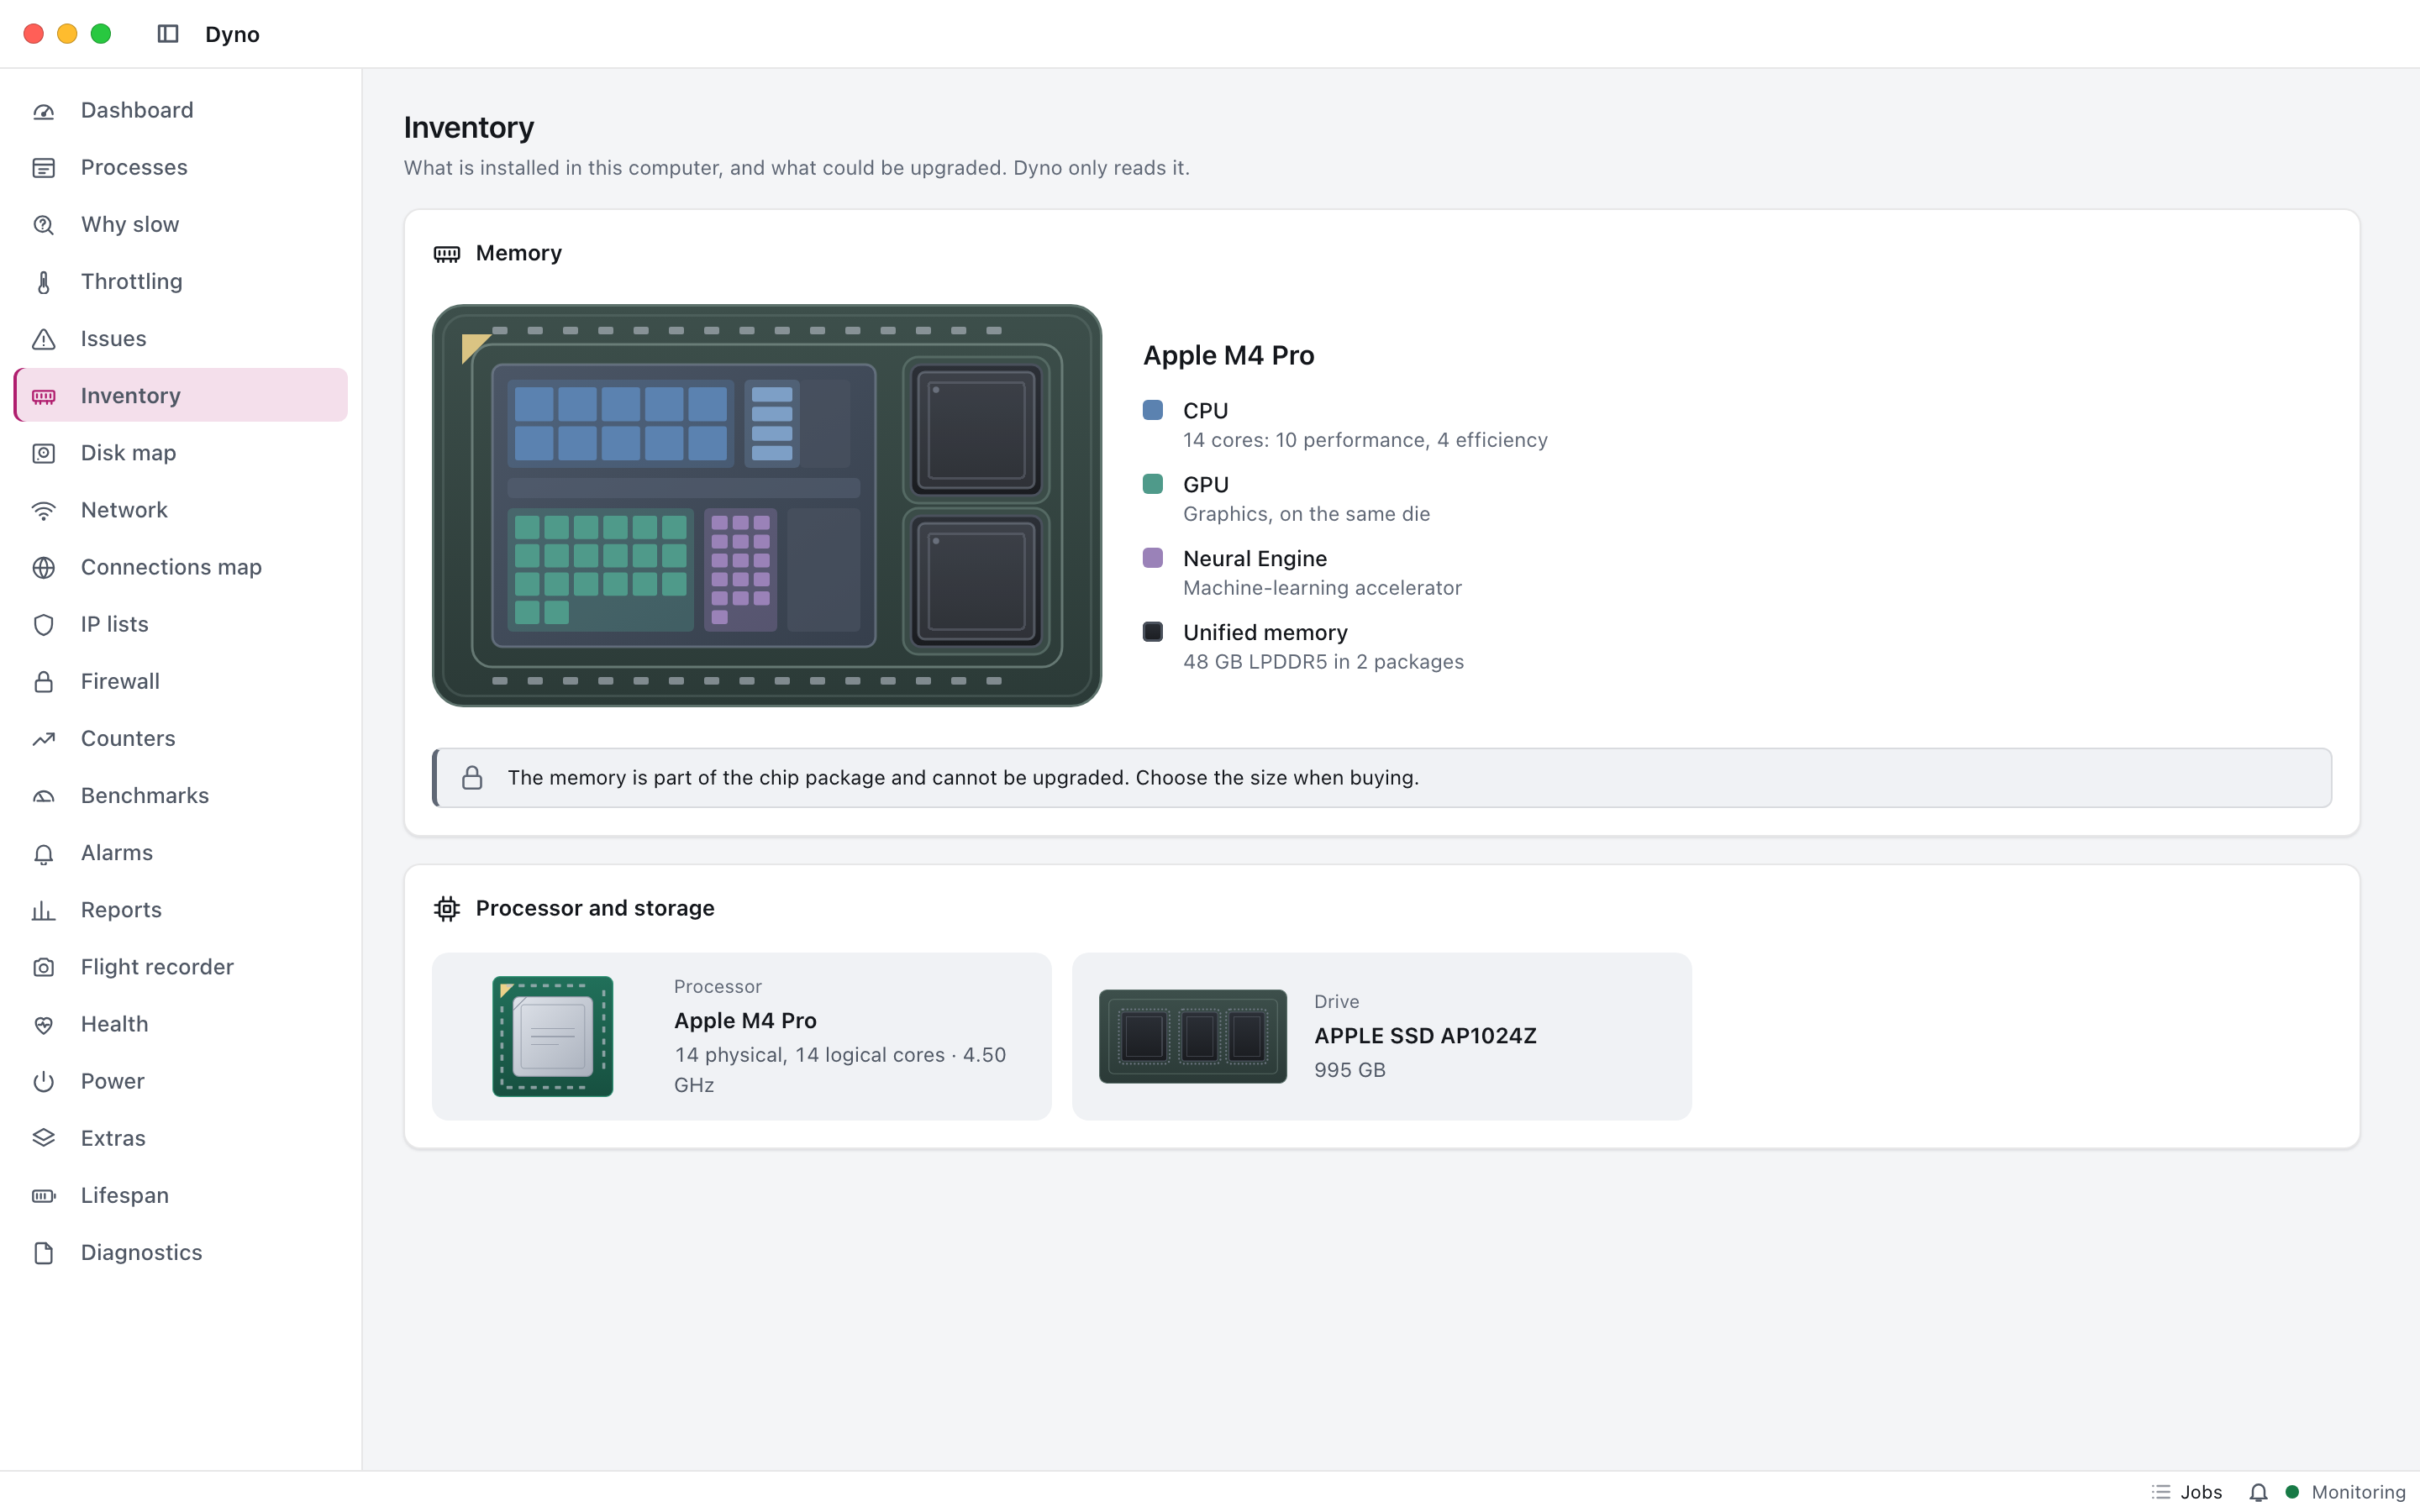 Dyno
Dashboard
Processes
Why slow
Throttling
Issues
Inventory
Disk map
Network
Connections map
IP lists
Firewall
Counters
Benchmarks
Alarms
Reports
Flight recorder
Health
Power
Extras
Lifespan
Diagnostics
Inventory
What is installed in this computer, and what could be upgraded. Dyno only reads it.
Memory
Apple M4 Pro
CPU
14 cores: 10 performance, 4 efficiency
GPU
Graphics, on the same die
Neural Engine
Machine-learning accelerator
Unified memory
48 GB LPDDR5 in 2 packages
The memory is part of the chip package and cannot be upgraded. Choose the size when buying.
Processor and storage
Processor
Apple M4 Pro
14 physical, 14 logical cores · 4.50
GHz
Drive
APPLE SSD AP1024Z
995 GB
Jobs
Monitoring